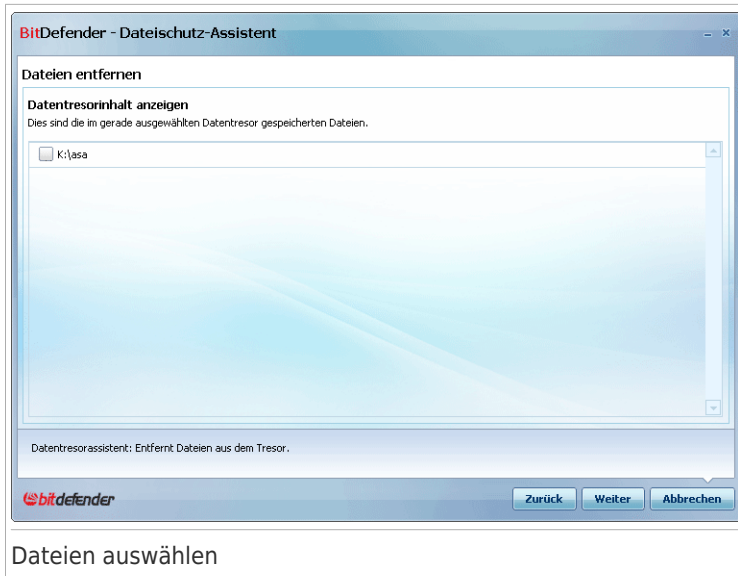 BitDefender - Dateischutz-Assistent
Dateien entfernen
Datentresorinhalt anzeigen
Dies sind die im gerade ausgewählten Datentresor gespeicherten Dateien.
K:\asa
Datentresorassistent: Entfernt Dateien aus dem Tresor.
bitdefender
Zurück Weiter Abbrechen
Dateien auswählen